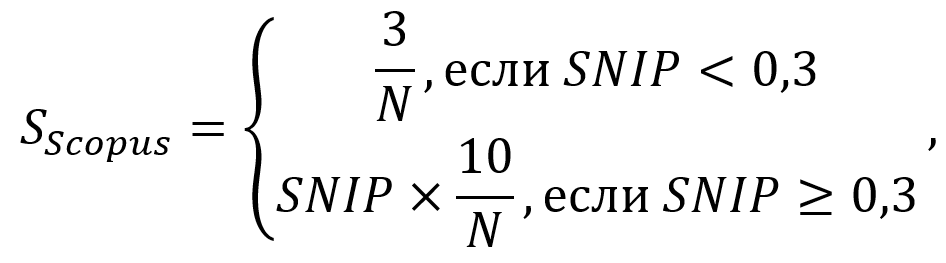 S_Scopus = { 3/N, если SNIP < 0,3
SNIP × 10/N, если SNIP ≥ 0,3 ,